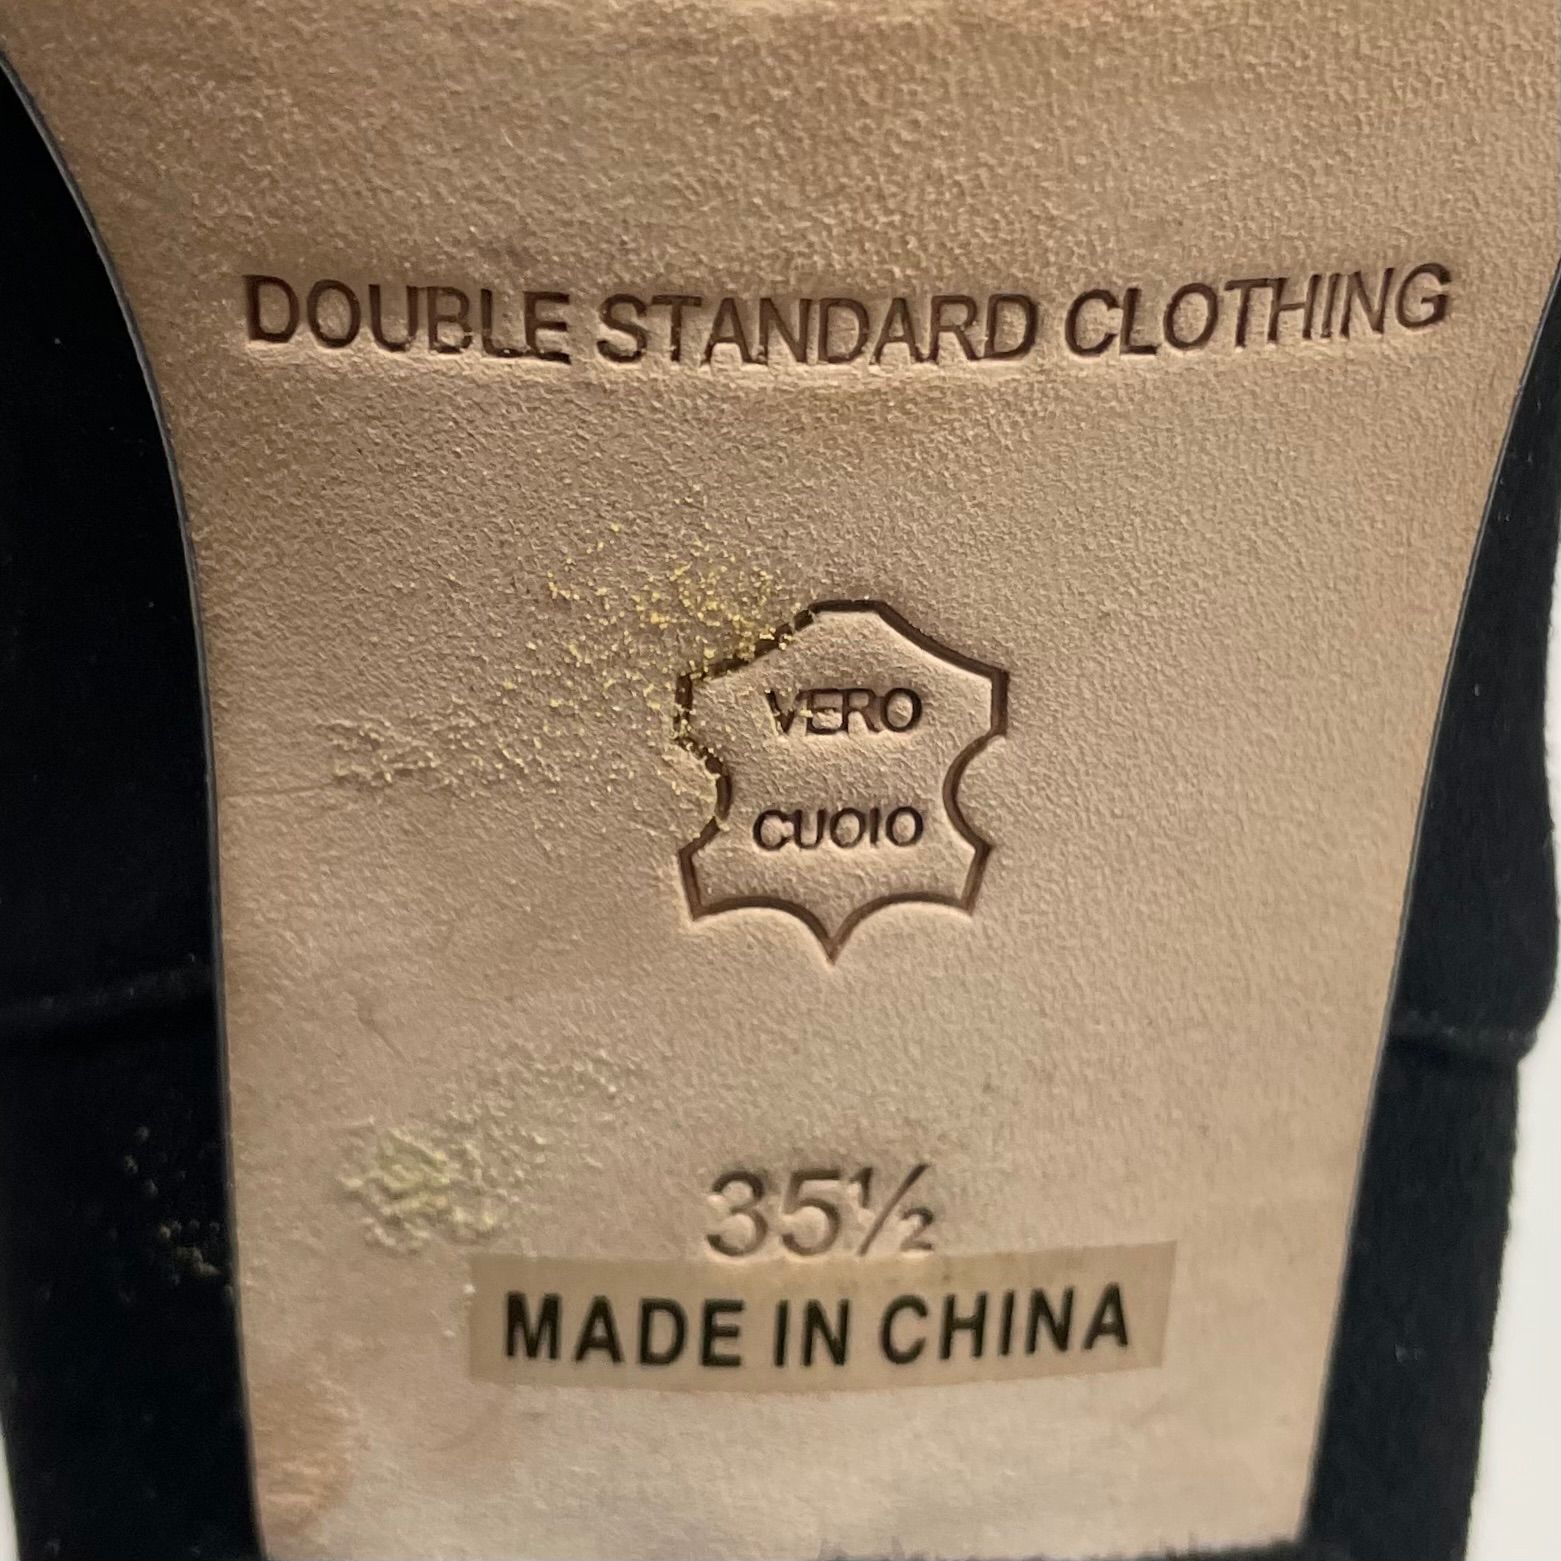 DOUBLE STANDARD CLOTHING
VERO
CUOIO
35½
MADE IN CHINA